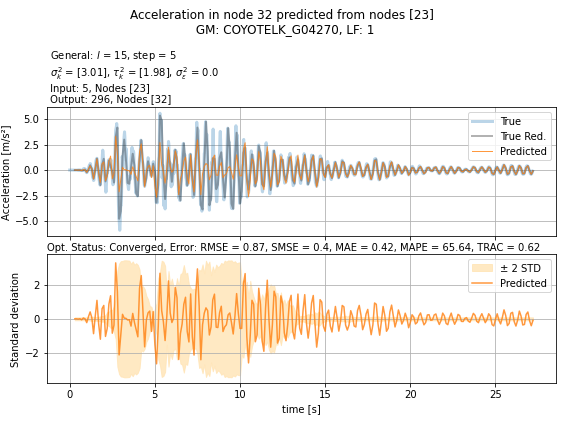 Acceleration in node 32 predicted from nodes [23]
GM: COYOTELK_G04270, LF: 1
General: l = 15, step = 5
σ²ₖ = [3.01], τ²ₖ = [1.98], σ²ε = 0.0
Input: 5, Nodes [23]
Output: 296, Nodes [32]
Acceleration [m/s²]
5.0
2.5
0.0
−2.5
−5.0
True
True Red.
Predicted
Opt. Status: Converged, Error: RMSE = 0.87, SMSE = 0.4, MAE = 0.42, MAPE = 65.64, TRAC = 0.62
Standard deviation
2
0
−2
± 2 STD
Predicted
0 5 10 15 20 25
time [s]